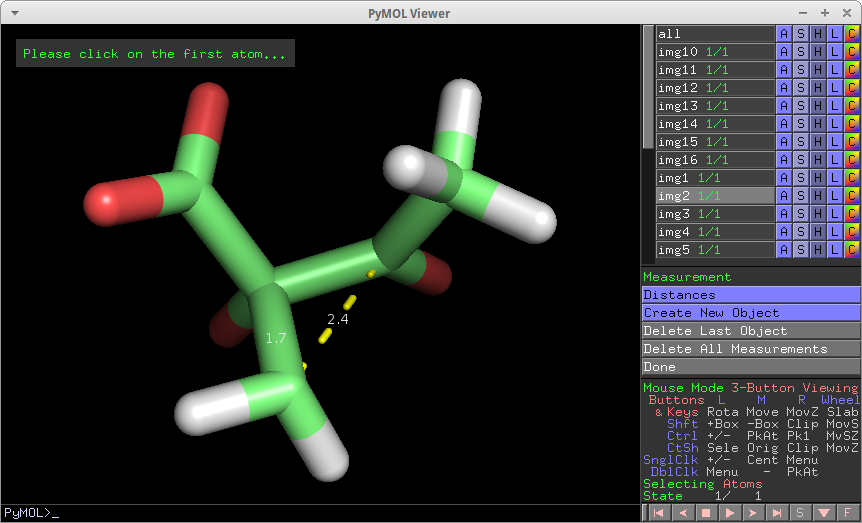 PyMOL Viewer
Please click on the first atom...
2.4
1.7
all A S H L C
img10 1/1 A S H L C
img11 1/1 A S H L C
img12 1/1 A S H L C
img13 1/1 A S H L C
img14 1/1 A S H L C
img15 1/1 A S H L C
img16 1/1 A S H L C
img1 1/1 A S H L C
img2 1/1 A S H L C
img3 1/1 A S H L C
img4 1/1 A S H L C
img5 1/1 A S H L C
Measurement
Distances
Create New Object
Delete Last Object
Delete All Measurements
Done
Mouse Mode 3-Button Viewing
Buttons L M R Wheel
& Keys Rota Move MovZ Slab
Shft +Box -Box Clip MovS
Ctrl +/- PkAt Pk1 MvSZ
CtSh Sele Orig Clip MovZ
SnglClk +/- Cent Menu
DblClk Menu - PkAt
Selecting Atoms
State 1/ 1
S F
PyMOL>_